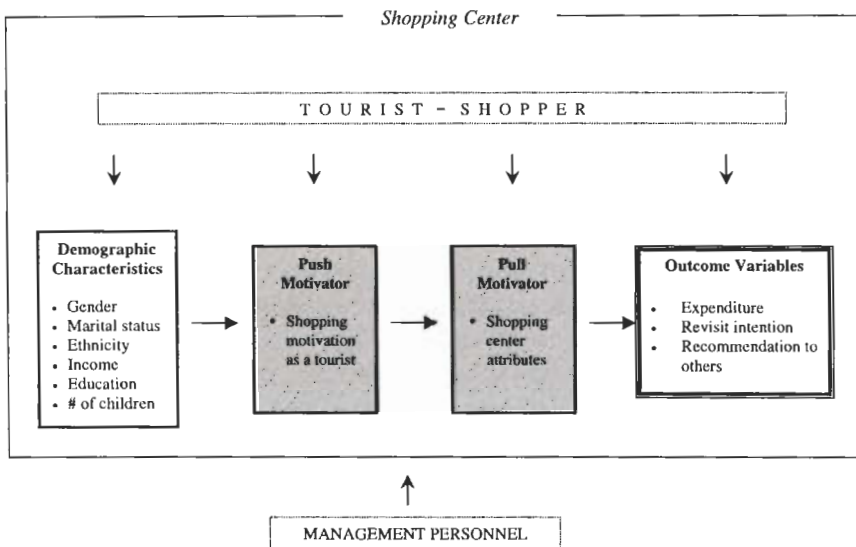 Shopping Center
TOURIST – SHOPPER
Demographic
Characteristics
• Gender
• Marital status
• Ethnicity
• Income
• Education
• # of children
Push
Motivator
• Shopping
motivation
as a tourist
Pull
Motivator
• Shopping
center
attributes
Outcome Variables
• Expenditure
• Revisit intention
• Recommendation to
others
MANAGEMENT PERSONNEL